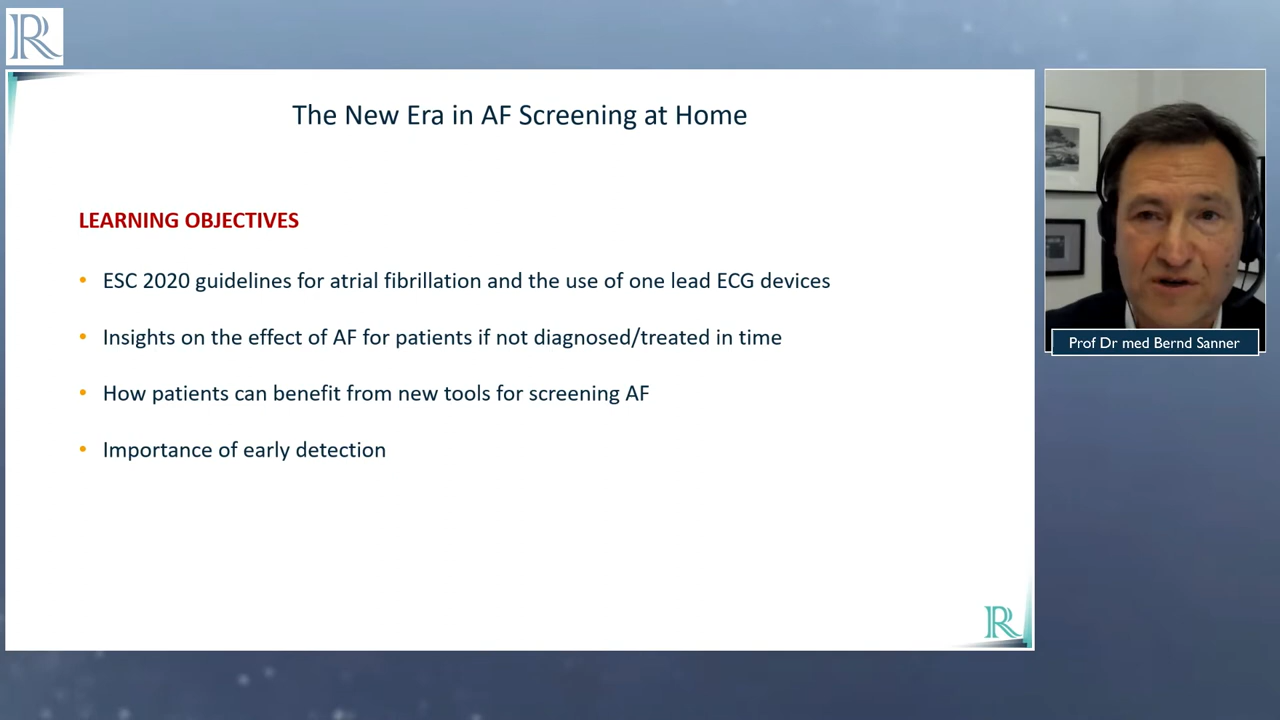 R
The New Era in AF Screening at Home
LEARNING OBJECTIVES
• ESC 2020 guidelines for atrial fibrillation and the use of one lead ECG devices
• Insights on the effect of AF for patients if not diagnosed/treated in time
• How patients can benefit from new tools for screening AF
• Importance of early detection
R
Prof Dr med Bernd Sanner